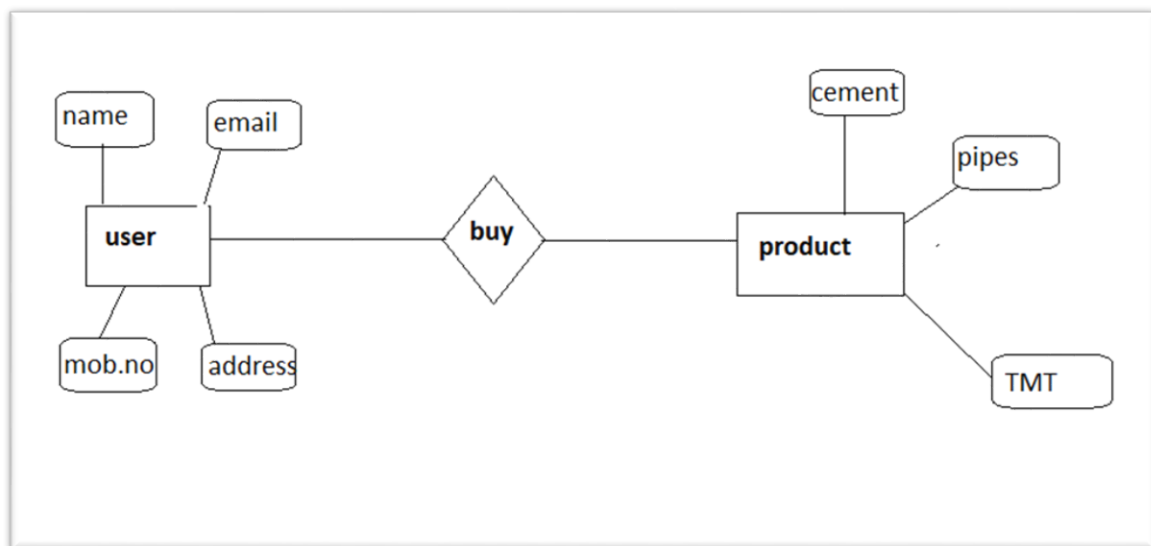 name
email
user
mob.no
address
buy
cement
pipes
product
TMT